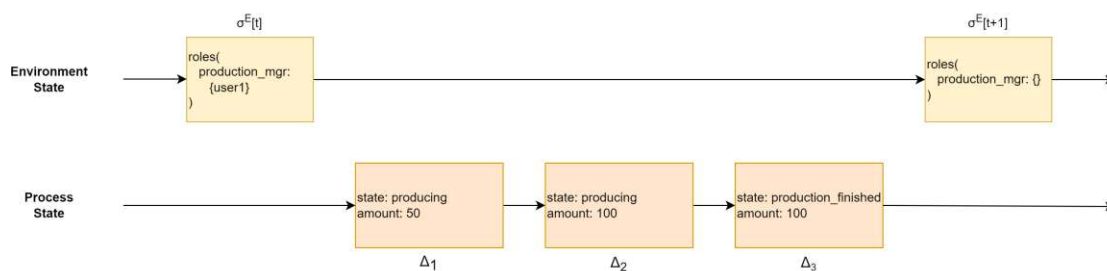 σᴱ[t]
σᴱ[t+1]
Environment
State
roles(
production_mgr:
{user1}
)
roles(
production_mgr: {}
)
Process
State
state: producing
amount: 50
state: producing
amount: 100
state: production_finished
amount: 100
Δ₁
Δ₂
Δ₃